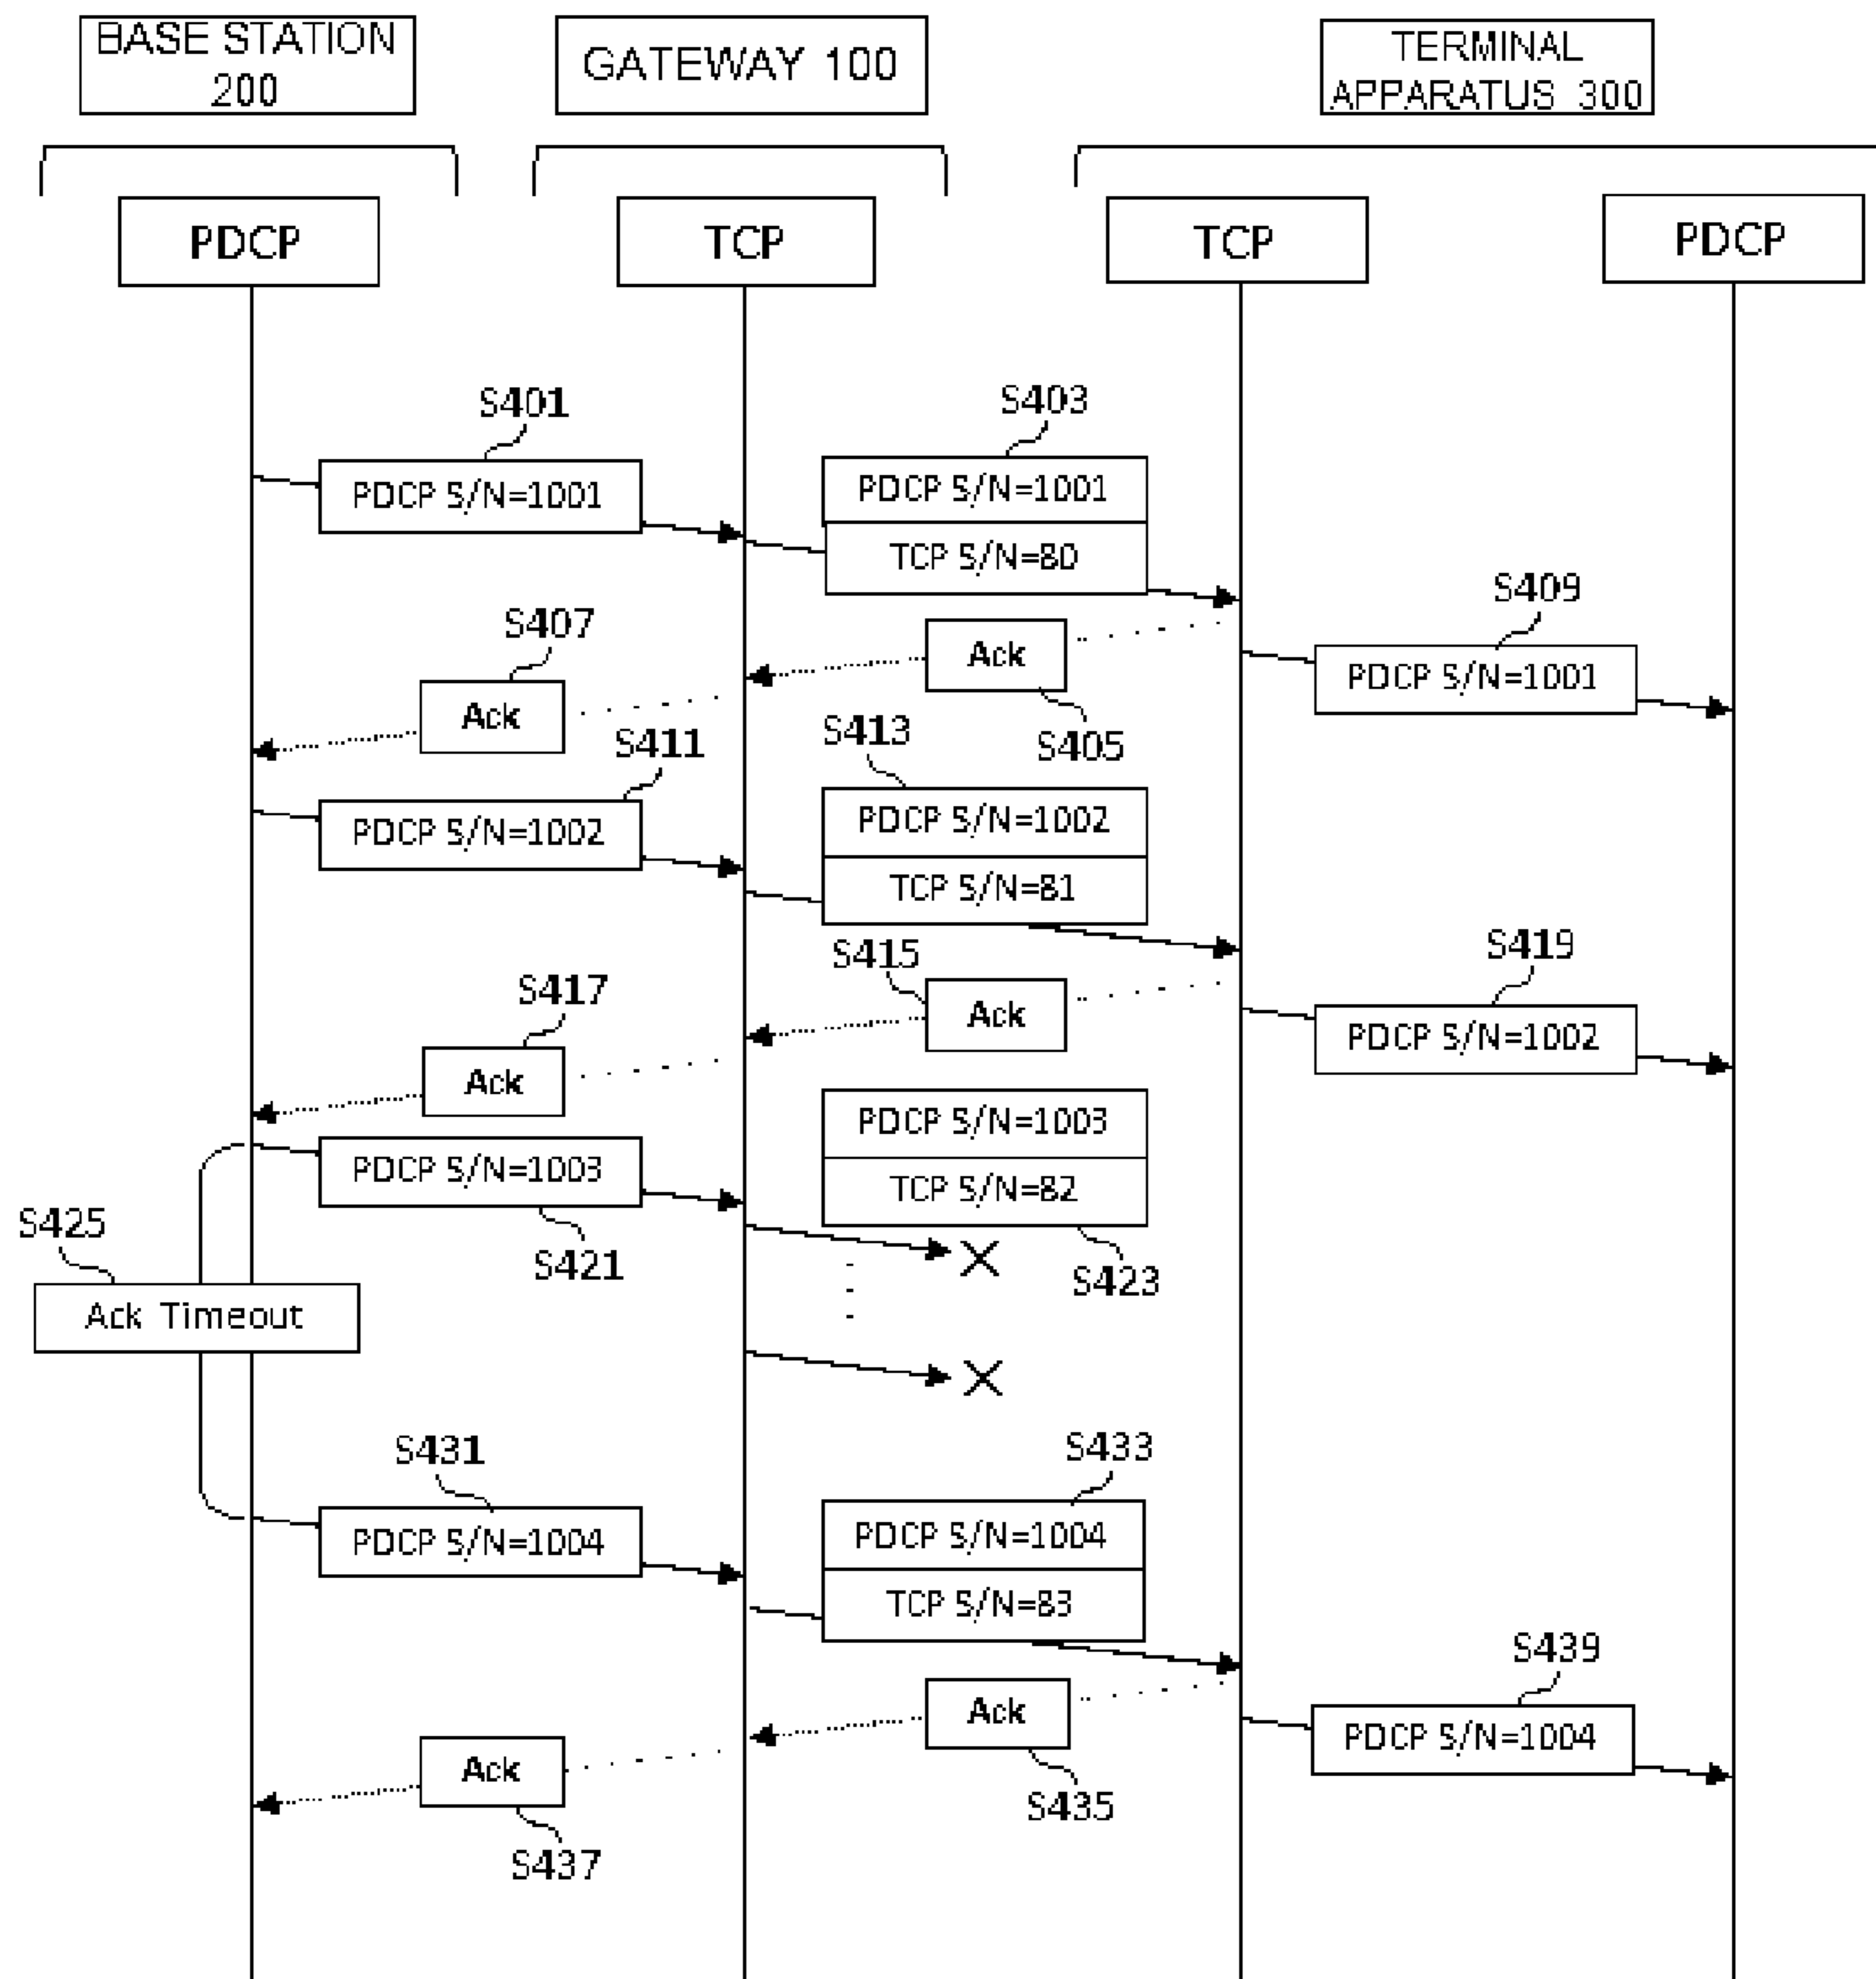 BASE STATION
200
GATEWAY 100
TERMINAL
APPARATUS 300
PDCP
TCP
TCP
PDCP
S401
S403
PDCP S/N=1001
PDCP S/N=1001
TCP S/N=80
S409
S407
Ack
PDCP S/N=1001
Ack
S405
S411
S413
PDCP S/N=1002
PDCP S/N=1002
TCP S/N=81
S415
S419
S417
Ack
PDCP S/N=1002
Ack
PDCP S/N=1003
PDCP S/N=1003
TCP S/N=82
S425
S421
S423
Ack Timeout
S431
S433
PDCP S/N=1004
PDCP S/N=1004
TCP S/N=83
S439
Ack
PDCP S/N=1004
Ack
S435
S437